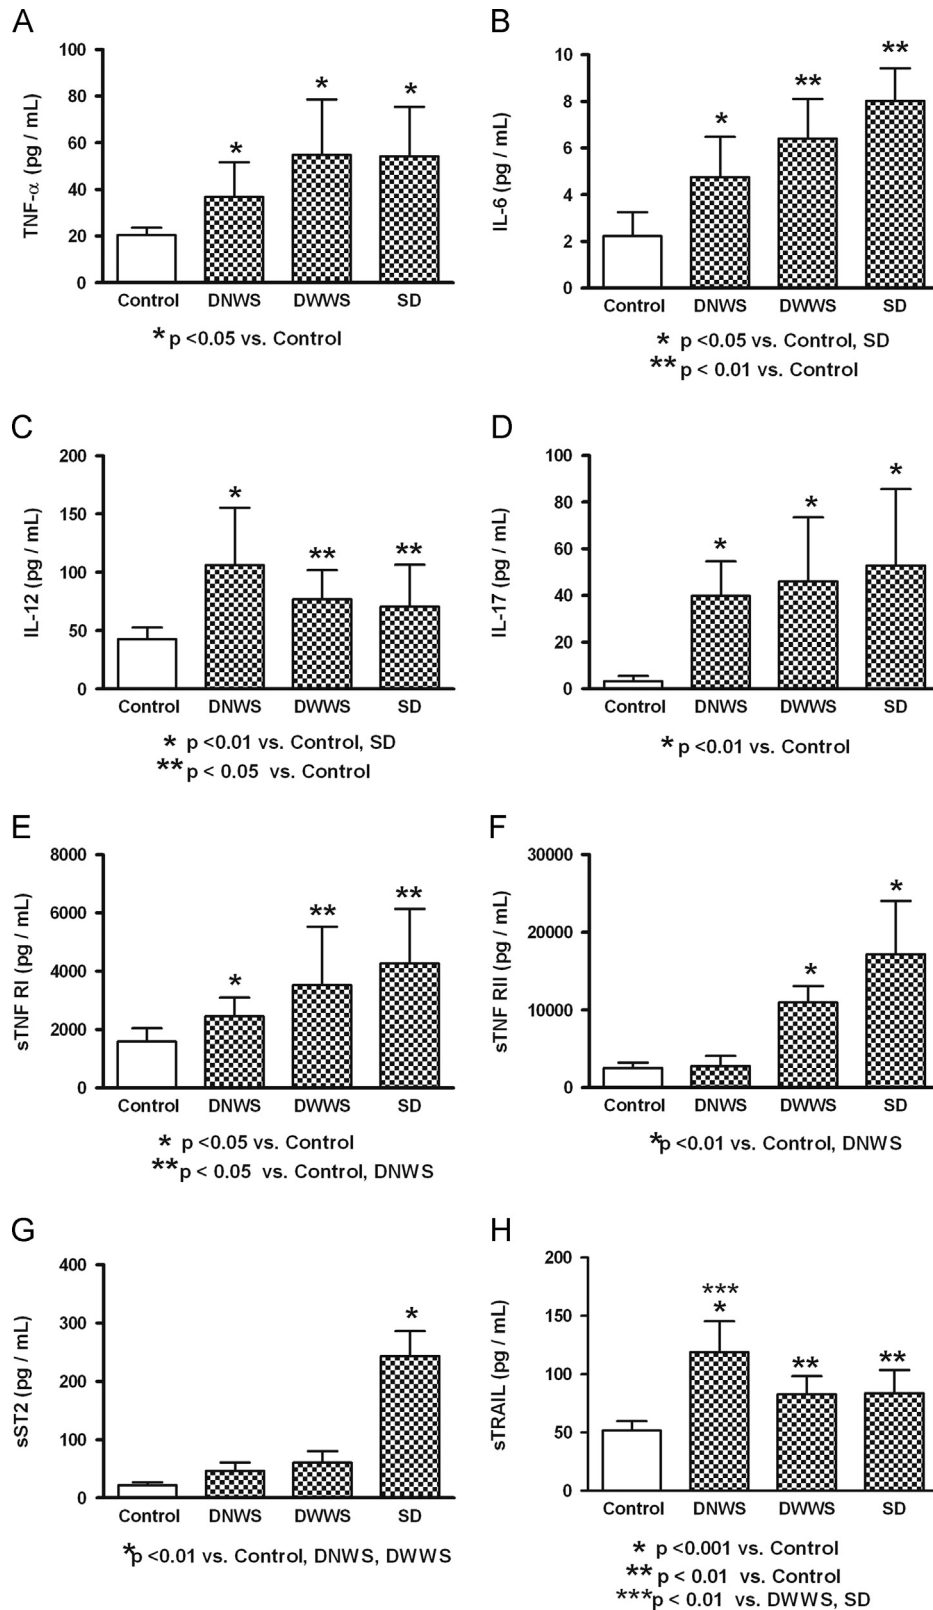 A
TNF-α (pg / mL)
100
80
60
40
20
0
*
*
*
Control DNWS DWWS SD
* p <0.05 vs. Control
B
IL-6 (pg / mL)
10
8
6
4
2
0
*
**
**
Control DNWS DWWS SD
* p <0.05 vs. Control, SD
** p < 0.01 vs. Control
C
IL-12 (pg / mL)
200
150
100
50
0
*
**
**
Control DNWS DWWS SD
* p <0.01 vs. Control, SD
** p < 0.05 vs. Control
D
IL-17 (pg / mL)
100
80
60
40
20
0
*
*
*
Control DNWS DWWS SD
* p <0.01 vs. Control
E
sTNF RI (pg / mL)
8000
6000
4000
2000
0
*
**
**
Control DNWS DWWS SD
* p <0.05 vs. Control
** p < 0.05 vs. Control, DNWS
F
sTNF RII (pg / mL)
30000
20000
10000
0
*
*
Control DNWS DWWS SD
*p <0.01 vs. Control, DNWS
G
sST2 (pg / mL)
400
300
200
100
0
*
Control DNWS DWWS SD
*p <0.01 vs. Control, DNWS, DWWS
H
sTRAIL (pg / mL)
200
150
100
50
0
***
*
**
**
Control DNWS DWWS SD
* p <0.001 vs. Control
** p < 0.01 vs. Control
***p < 0.01 vs. DWWS, SD